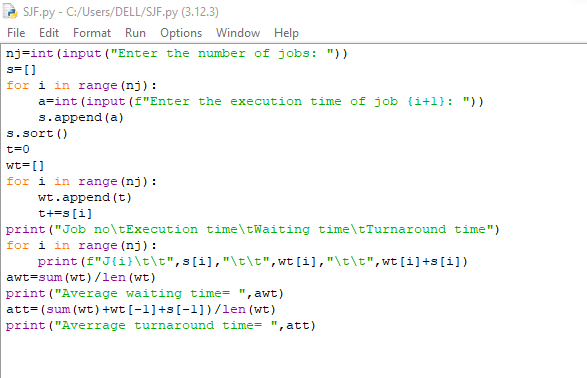 SJF.py - C:/Users/DELL/SJF.py (3.12.3)
File Edit Format Run Options Window Help
nj=int(input("Enter the number of jobs: "))
s=[]
for i in range(nj):
    a=int(input(f"Enter the execution time of job {i+1}: "))
    s.append(a)
s.sort()
t=0
wt=[]
for i in range(nj):
    wt.append(t)
    t+=s[i]
print("Job no\tExecution time\tWaiting time\tTurnaround time")
for i in range(nj):
    print(f"J{i}\t\t",s[i],"\t\t",wt[i],"\t\t",wt[i]+s[i])
awt=sum(wt)/len(wt)
print("Average waiting time= ",awt)
att=(sum(wt)+wt[-1]+s[-1])/len(wt)
print("Averrage turnaround time= ",att)